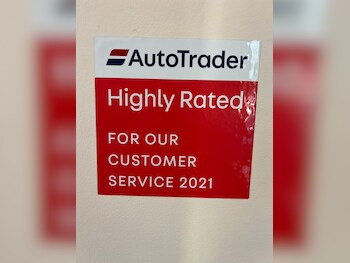 AutoTrader
Highly Rated
FOR OUR
CUSTOMER
SERVICE 2021